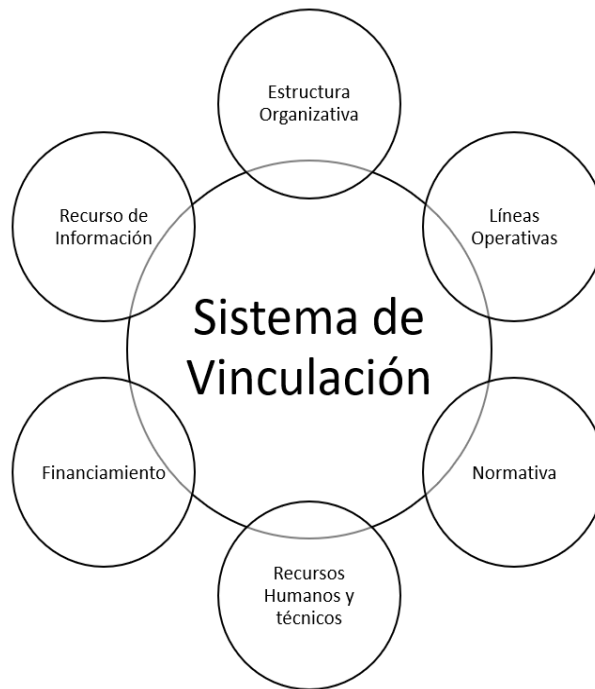 Estructura
Organizativa
Recurso de
Información
Líneas
Operativas
Sistema de
Vinculación
Financiamiento
Normativa
Recursos
Humanos y
técnicos